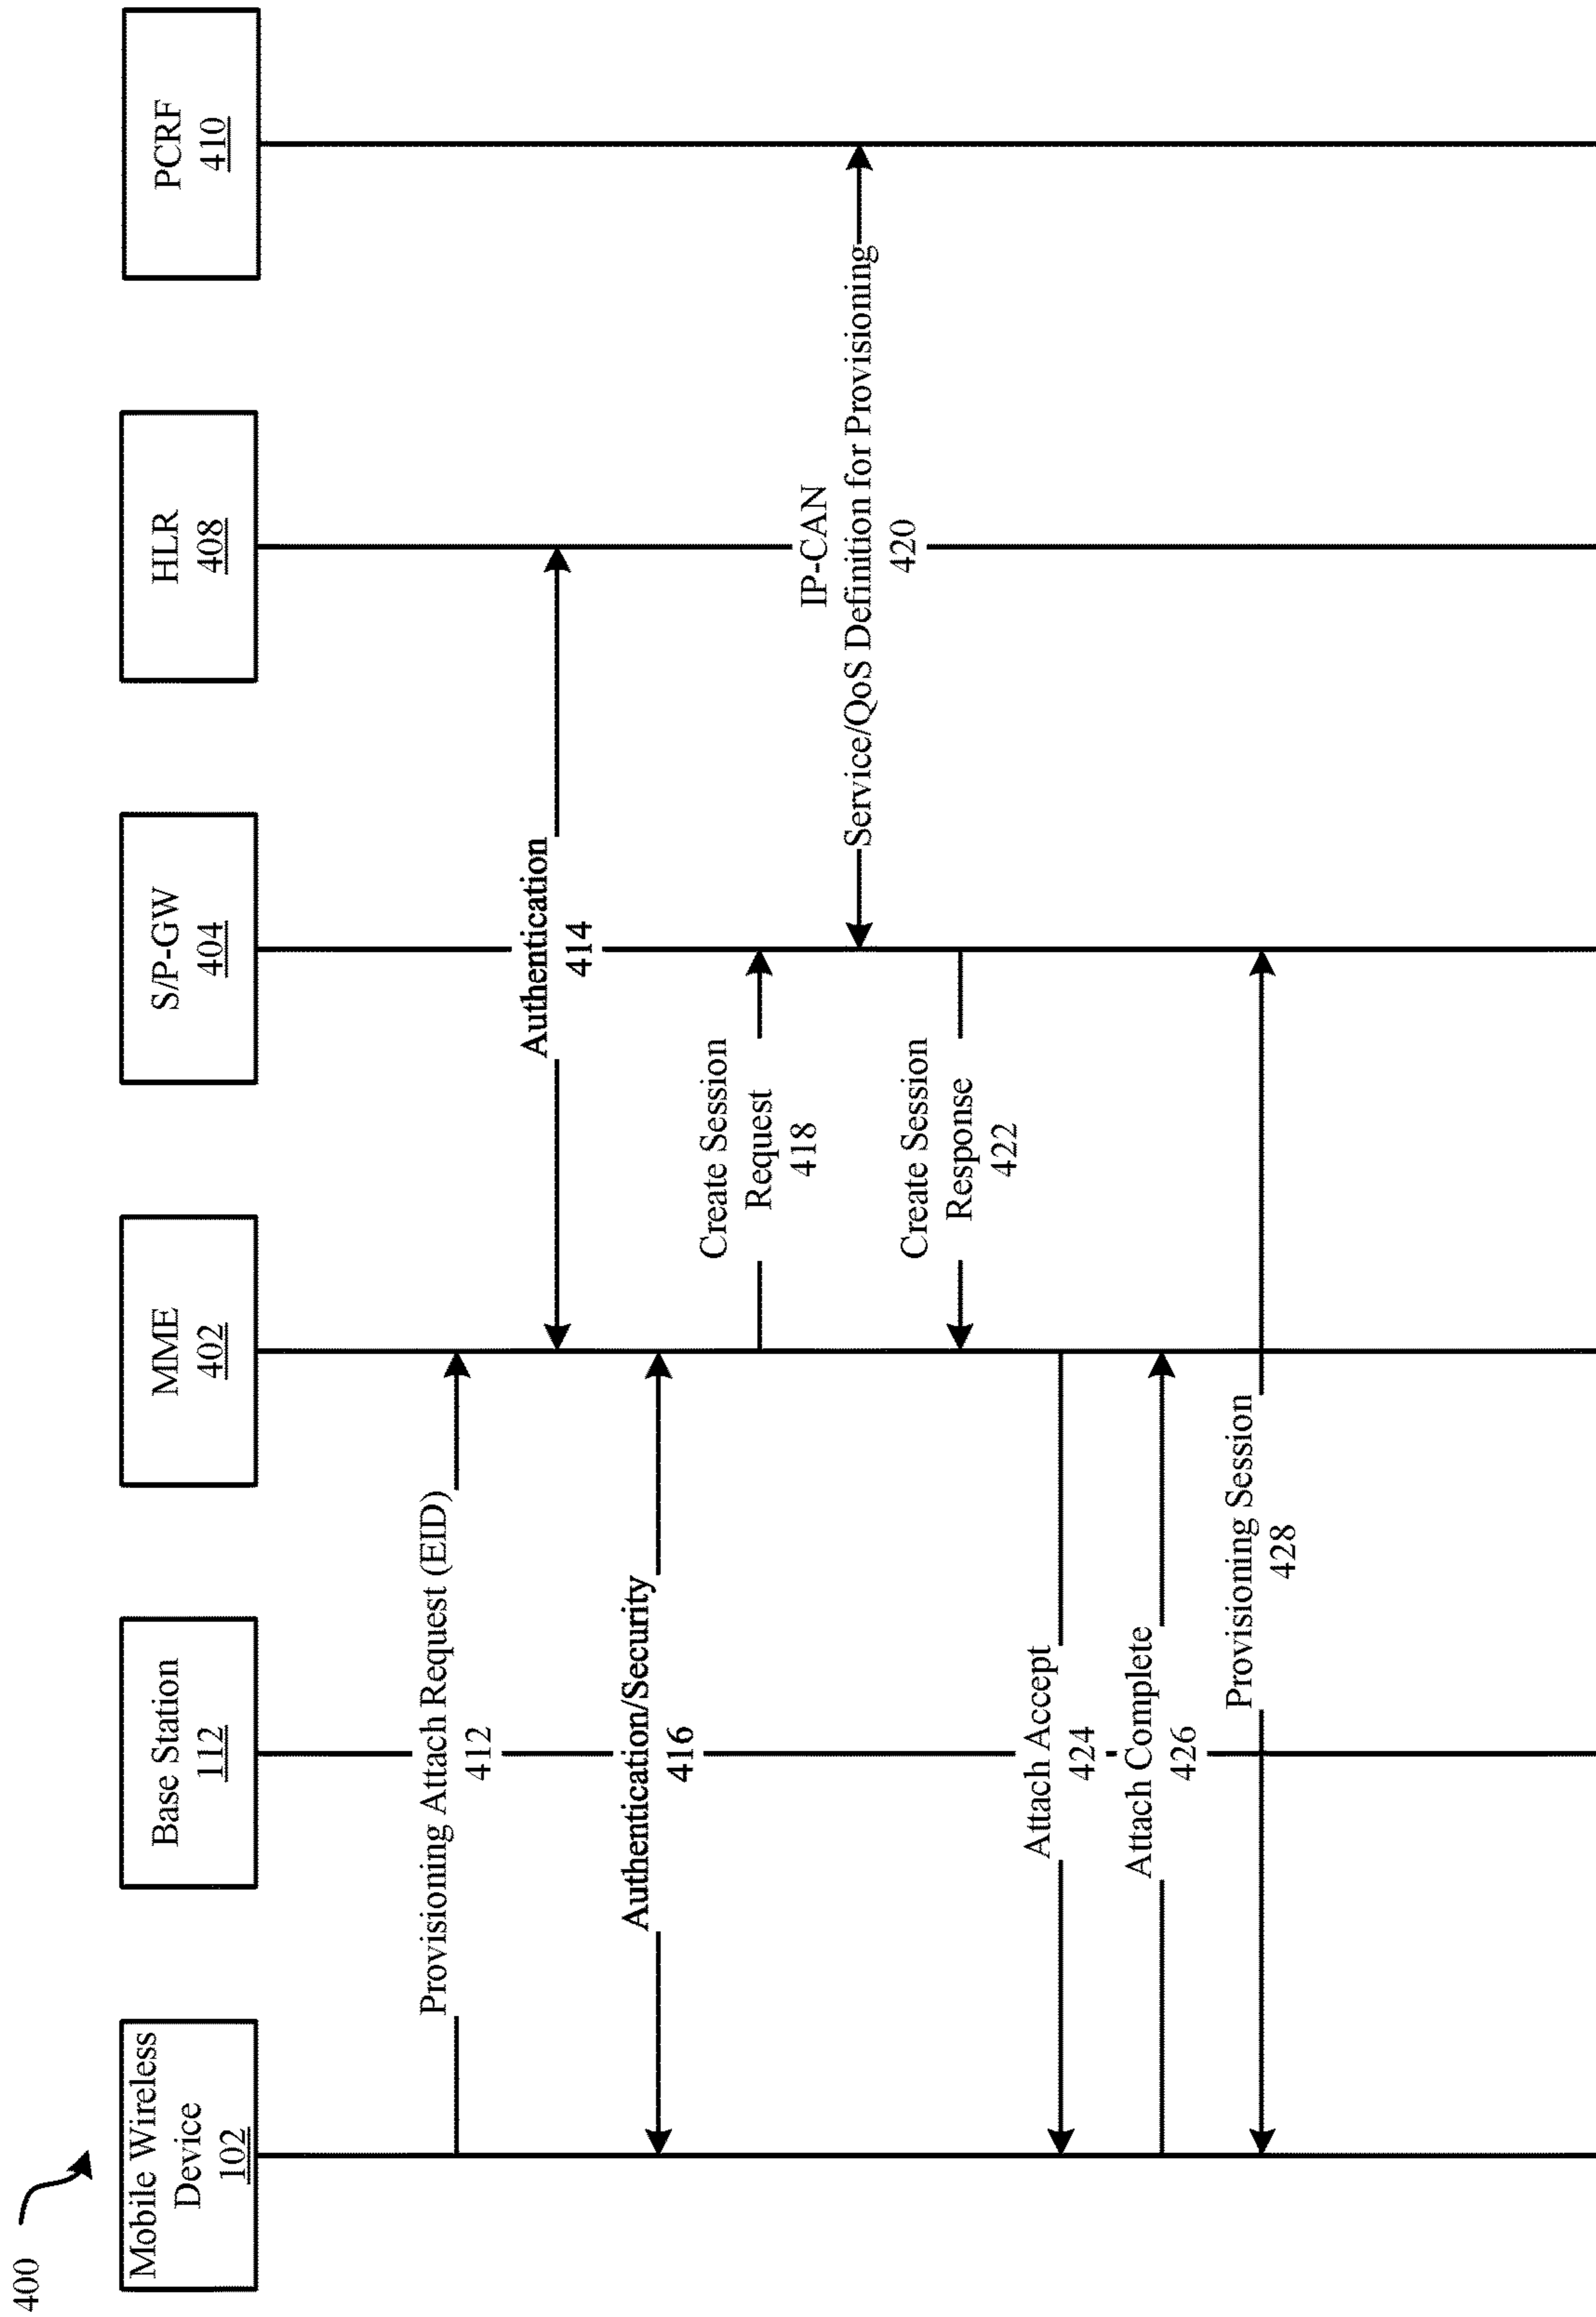 400
Mobile Wireless
Device
102
Base Station
112
MME
402
S/P-GW
404
HLR
408
PCRF
410
Provisioning Attach Request (EID)
412
Authentication
414
Authentication/Security
416
Create Session
Request
418
IP-CAN
Service/QoS Definition for Provisioning
420
Create Session
Response
422
Attach Accept
424
Attach Complete
426
Provisioning Session
428